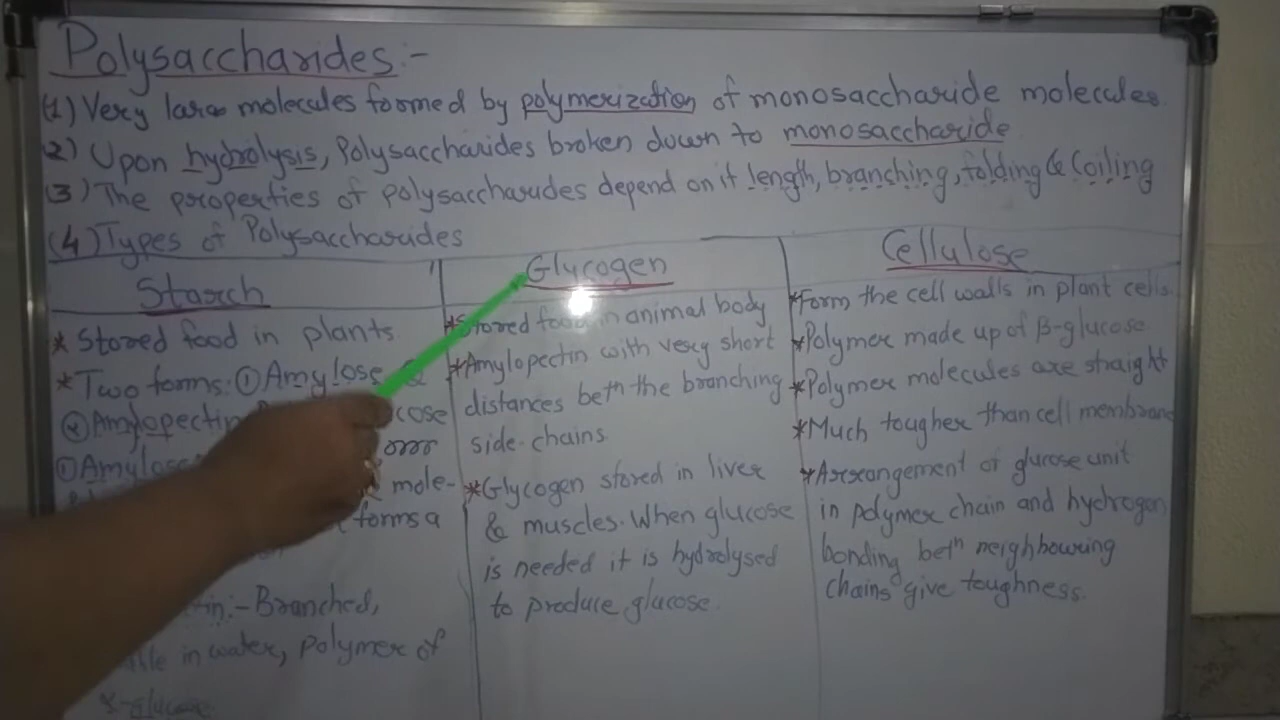 Polysaccharides:-
(1) Very large molecules formed by polymerization of monosaccharide molecules
(2) Upon hydrolysis, Polysaccharides broken down to monosaccharide
(3) The properties of polysaccharides depend on it length, branching, folding & Coiling
(4) Types of Polysaccharides
Starch
* Stored food in plants
* Two forms: ① Amylose &
② Amylopectin
① Amylose
mole-
forms a
:- Branched,
in water, Polymer of
α-glucose
Glycogen
* Stored food in animal body
* Amylopectin with very short
distances betⁿ the branching
side-chains
* Glycogen stored in liver
& muscles. When glucose
is needed it is hydrolysed
to produce glucose.
Cellulose
* Form the cell walls in plant cells.
* Polymer made up of β-glucose
* Polymer molecules are straight
* Much tougher than cell membrane
* Arrangement of glucose unit
in polymer chain and hydrogen
bonding betⁿ neighbouring
chains give toughness.